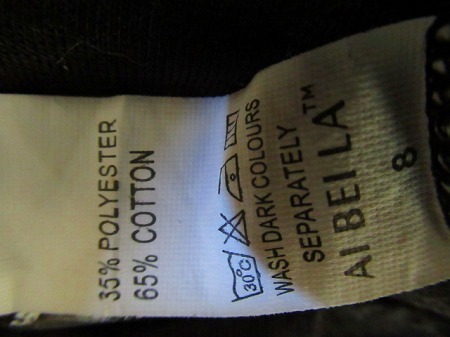 35% POLYESTER
65% COTTON
30°C
WASH DARK COLOURS
SEPARATELY
AI BEI LA™
8